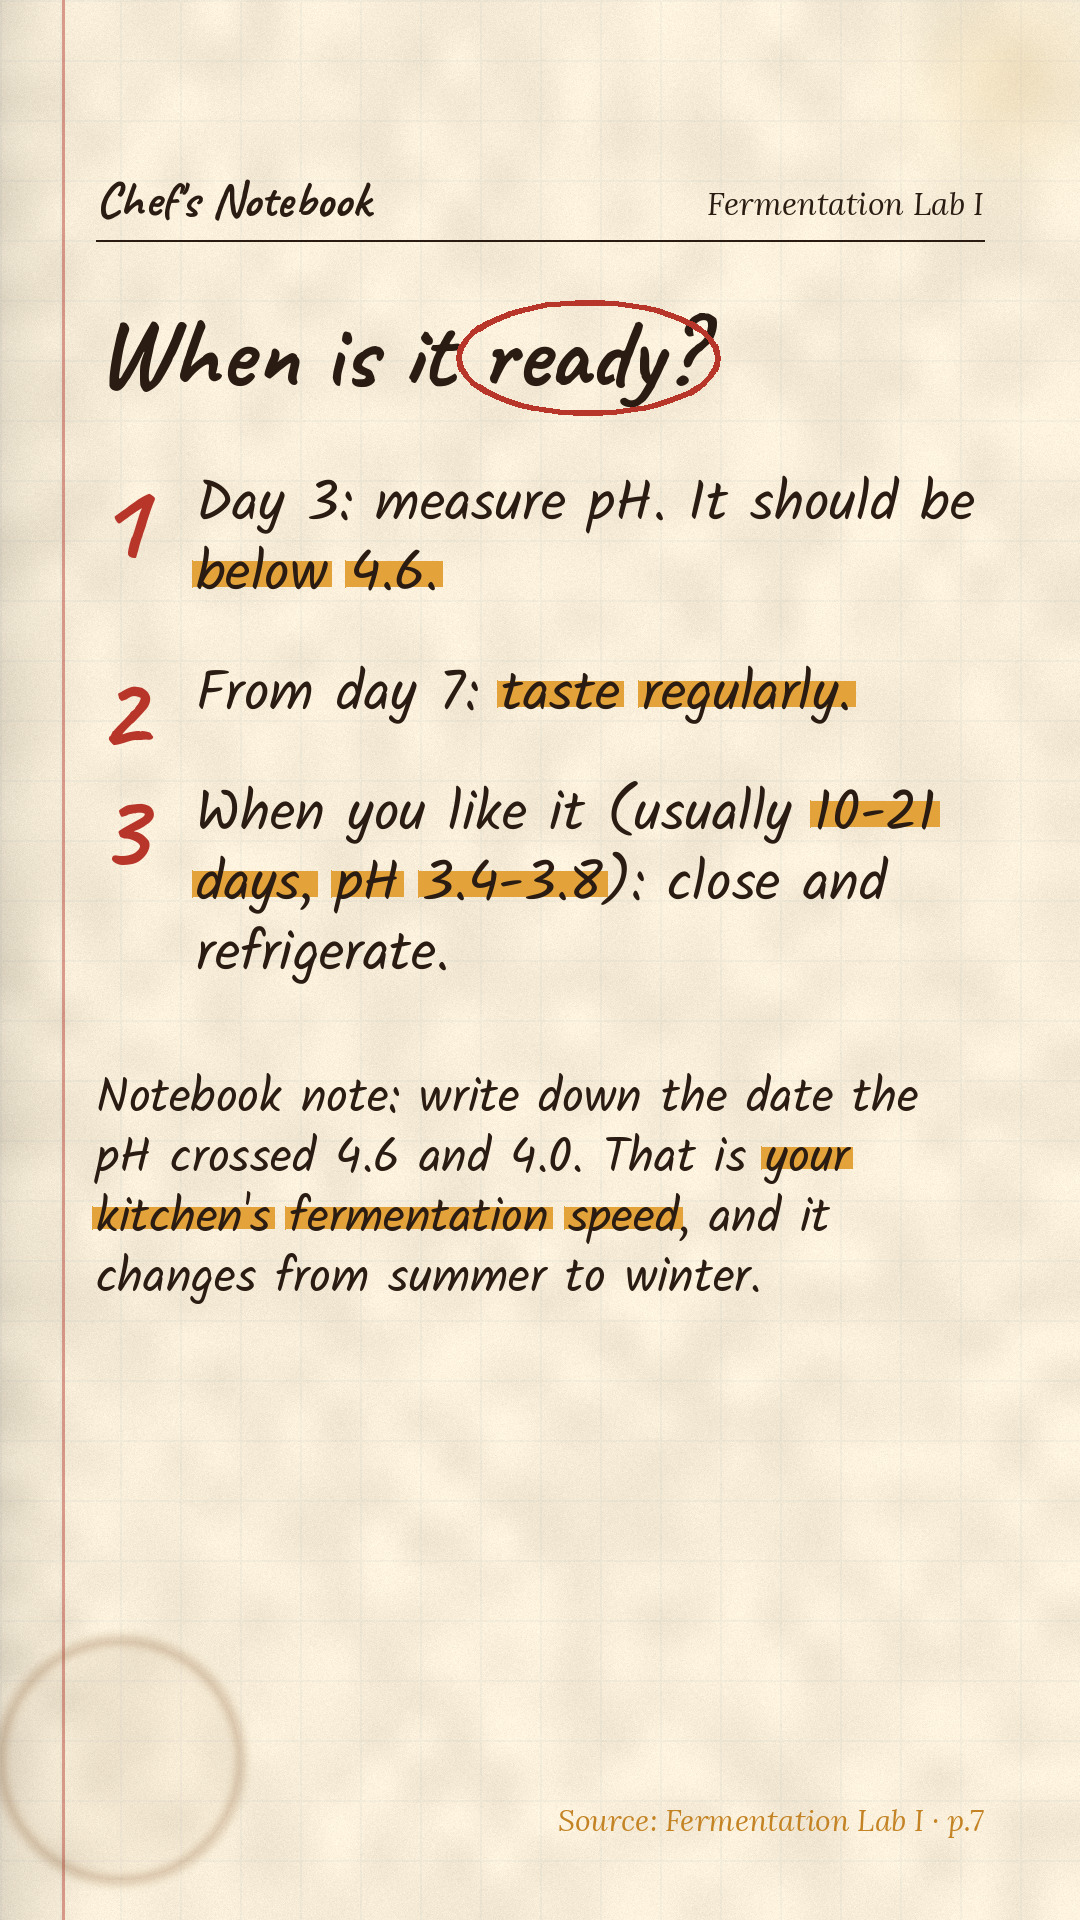 Chef's Notebook
Fermentation Lab I
When is it ready?
1
Day 3: measure pH. It should be
below 4.6.
2
From day 7: taste regularly.
3
When you like it (usually 10–21
days, pH 3.4–3.8): close and
refrigerate.
Notebook note: write down the date the
pH crossed 4.6 and 4.0. That is your
kitchen's fermentation speed, and it
changes from summer to winter.
Source: Fermentation Lab I · p.7